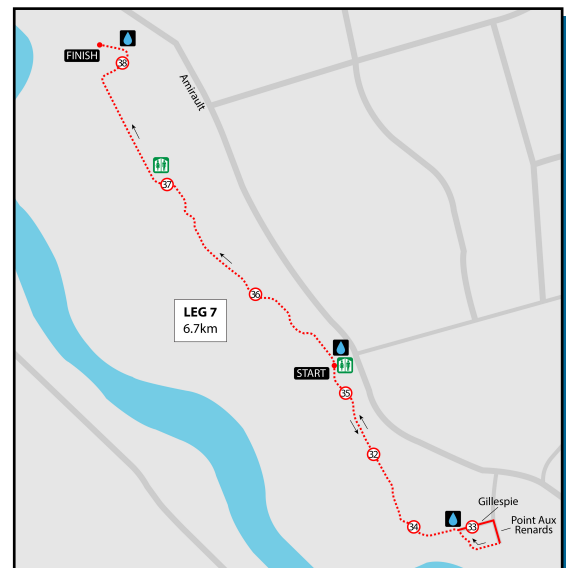 FINISH
38
Amirault
37
36
LEG 7
6.7km
START
35
32
34
33
Gillespie
Point Aux
Renards